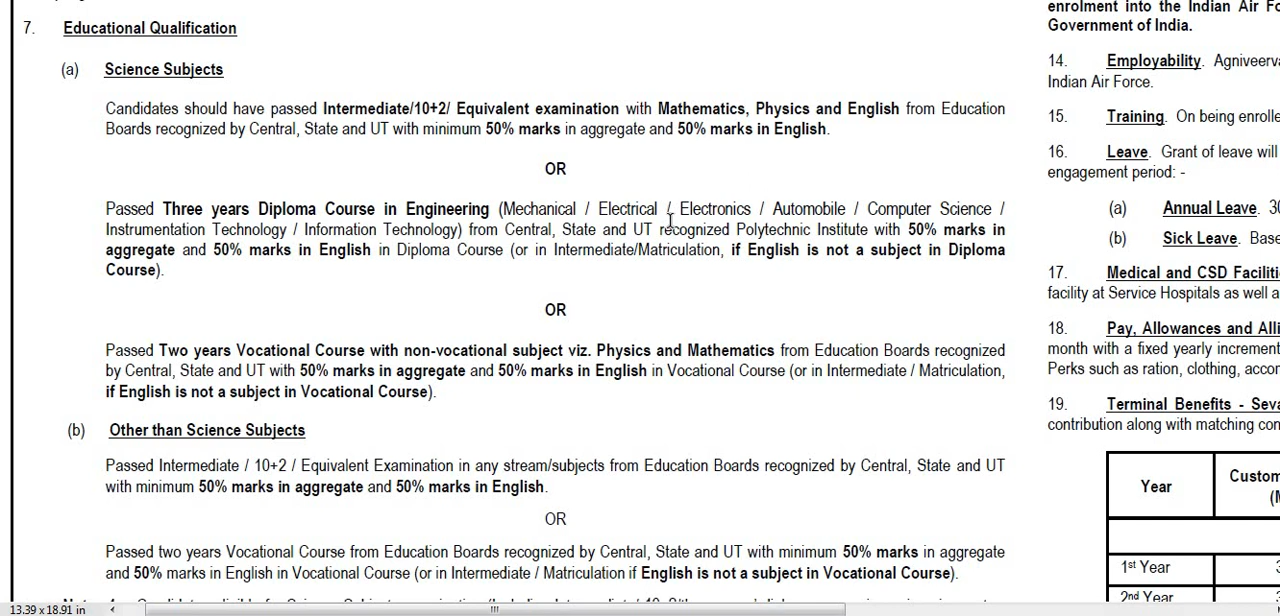 7. Educational Qualification
(a) Science Subjects
Candidates should have passed Intermediate/10+2/ Equivalent examination with Mathematics, Physics and English from Education
Boards recognized by Central, State and UT with minimum 50% marks in aggregate and 50% marks in English.
OR
Passed Three years Diploma Course in Engineering (Mechanical / Electrical / Electronics / Automobile / Computer Science /
Instrumentation Technology / Information Technology) from Central, State and UT recognized Polytechnic Institute with 50% marks in
aggregate and 50% marks in English in Diploma Course (or in Intermediate/Matriculation, if English is not a subject in Diploma
Course).
OR
Passed Two years Vocational Course with non-vocational subject viz. Physics and Mathematics from Education Boards recognized
by Central, State and UT with 50% marks in aggregate and 50% marks in English in Vocational Course (or in Intermediate / Matriculation,
if English is not a subject in Vocational Course).
(b) Other than Science Subjects
Passed Intermediate / 10+2 / Equivalent Examination in any stream/subjects from Education Boards recognized by Central, State and UT
with minimum 50% marks in aggregate and 50% marks in English.
OR
Passed two years Vocational Course from Education Boards recognized by Central, State and UT with minimum 50% marks in aggregate
and 50% marks in English in Vocational Course (or in Intermediate / Matriculation if English is not a subject in Vocational Course).
13.39 x 18.91 in
enrolment into the Indian Air
Government of India.
14. Employability.
Indian Air Force.
15. Training. On being
16. Leave. Grant of leave will
engagement period: -
(a) Annual Leave.
(b) Sick Leave.
17. Medical and CSD
facility at Service Hospitals as well
18. Pay, Allowances and
month with a fixed yearly
Perks such as ration, clothing,
19. Terminal Benefits -
contribution along with matching
Year
1st Year
2nd Year